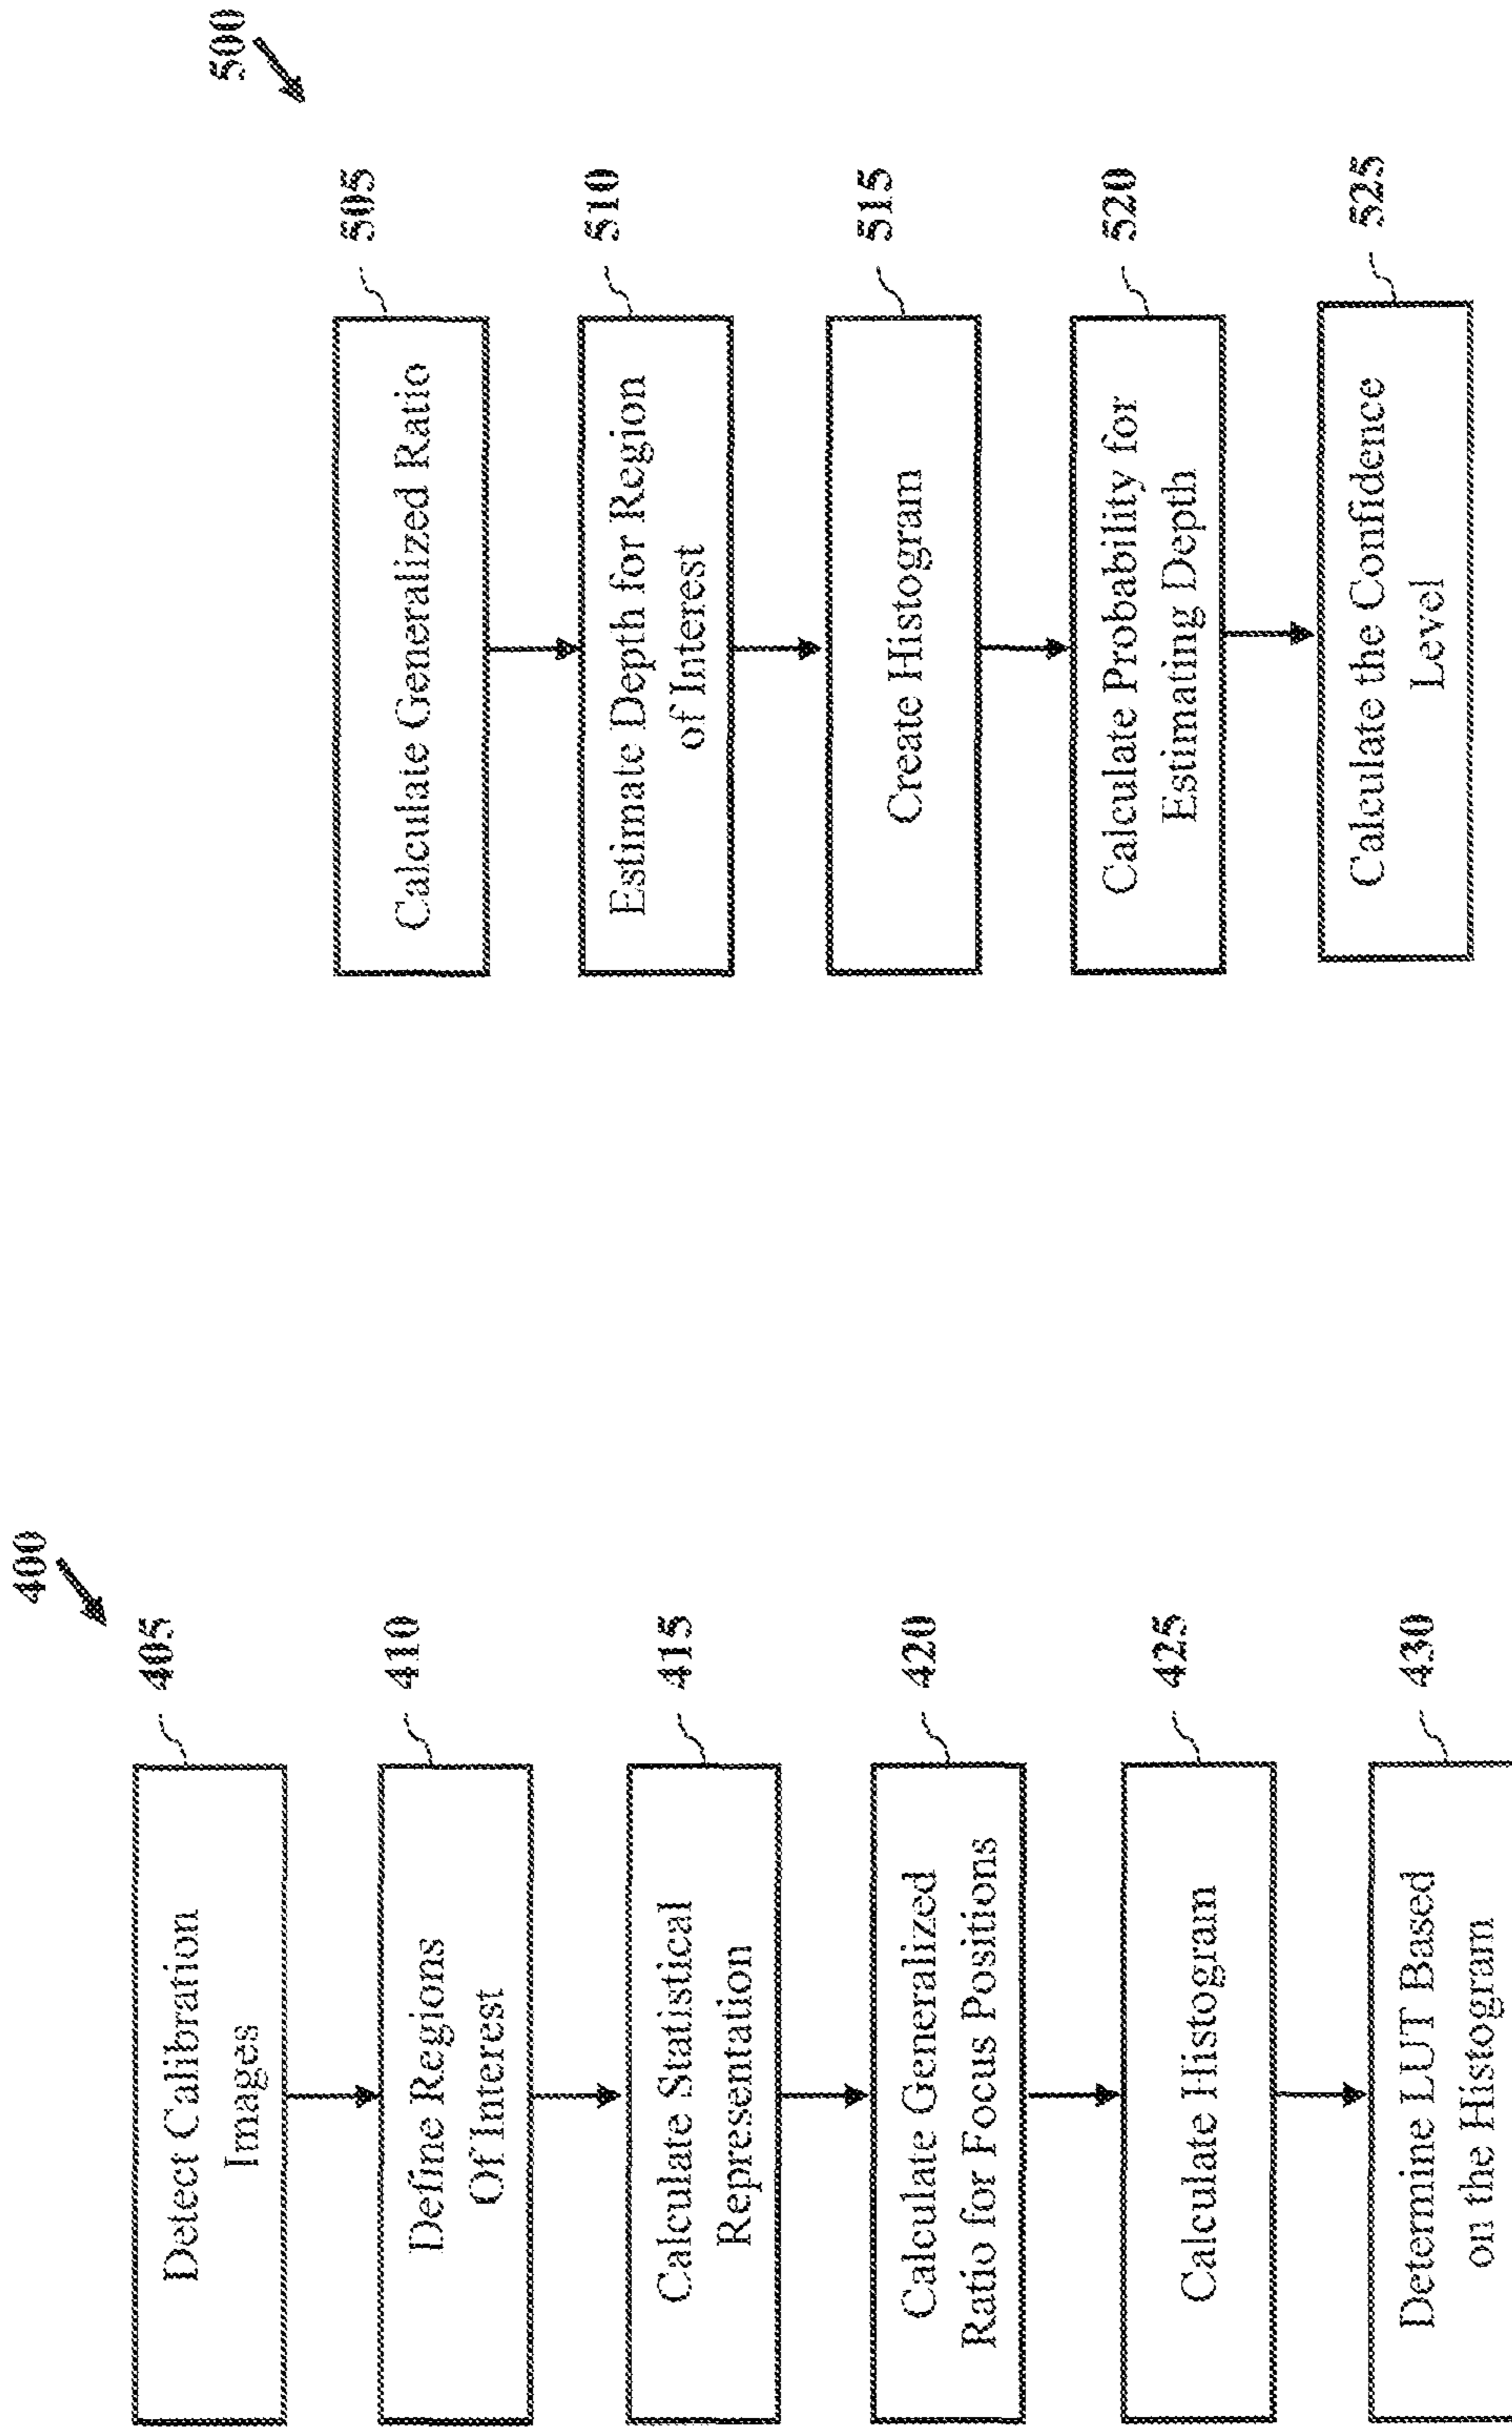 400
405
Detect Calibration
Images
410
Define Regions
Of Interest
415
Calculate Statistical
Representation
420
Calculate Generalized
Ratio for Focus Positions
425
Calculate Histogram
430
Determine LUT Based
on the Histogram
500
505
Calculate Generalized Ratio
510
Estimate Depth for Region
of Interest
515
Create Histogram
520
Calculate Probability for
Estimating Depth
525
Calculate the Confidence
Level